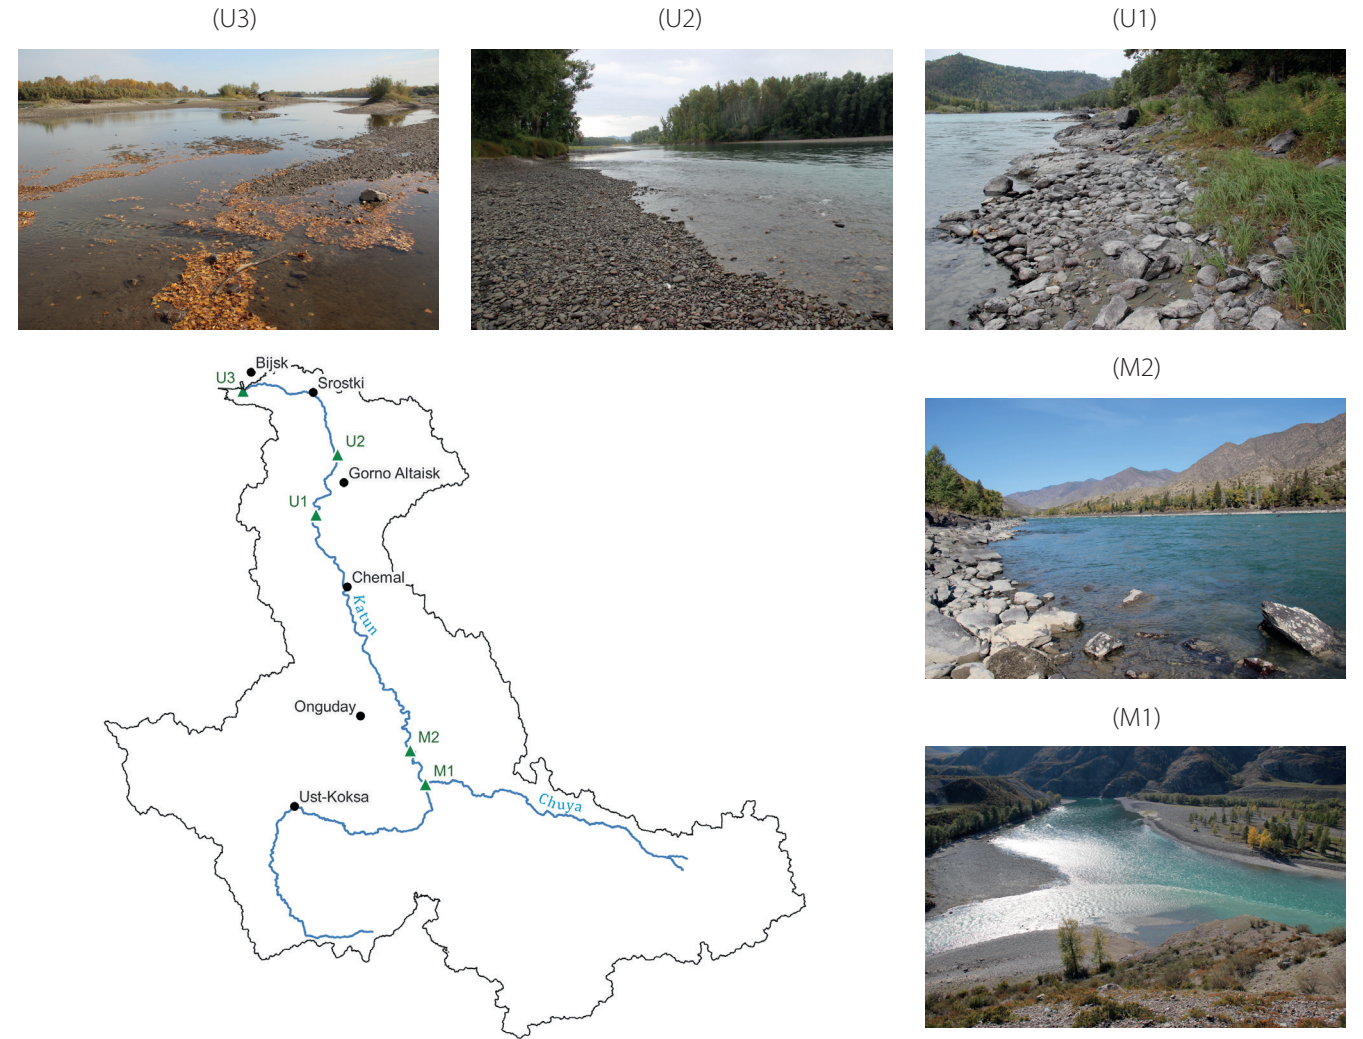 (U3)
(U2)
(U1)
Bijsk
U3
Srostki
U2
Gorno Altaisk
U1
Chemal
Katun
Onguday
M2
M1
Ust-Koksa
Chuya
(M2)
(M1)